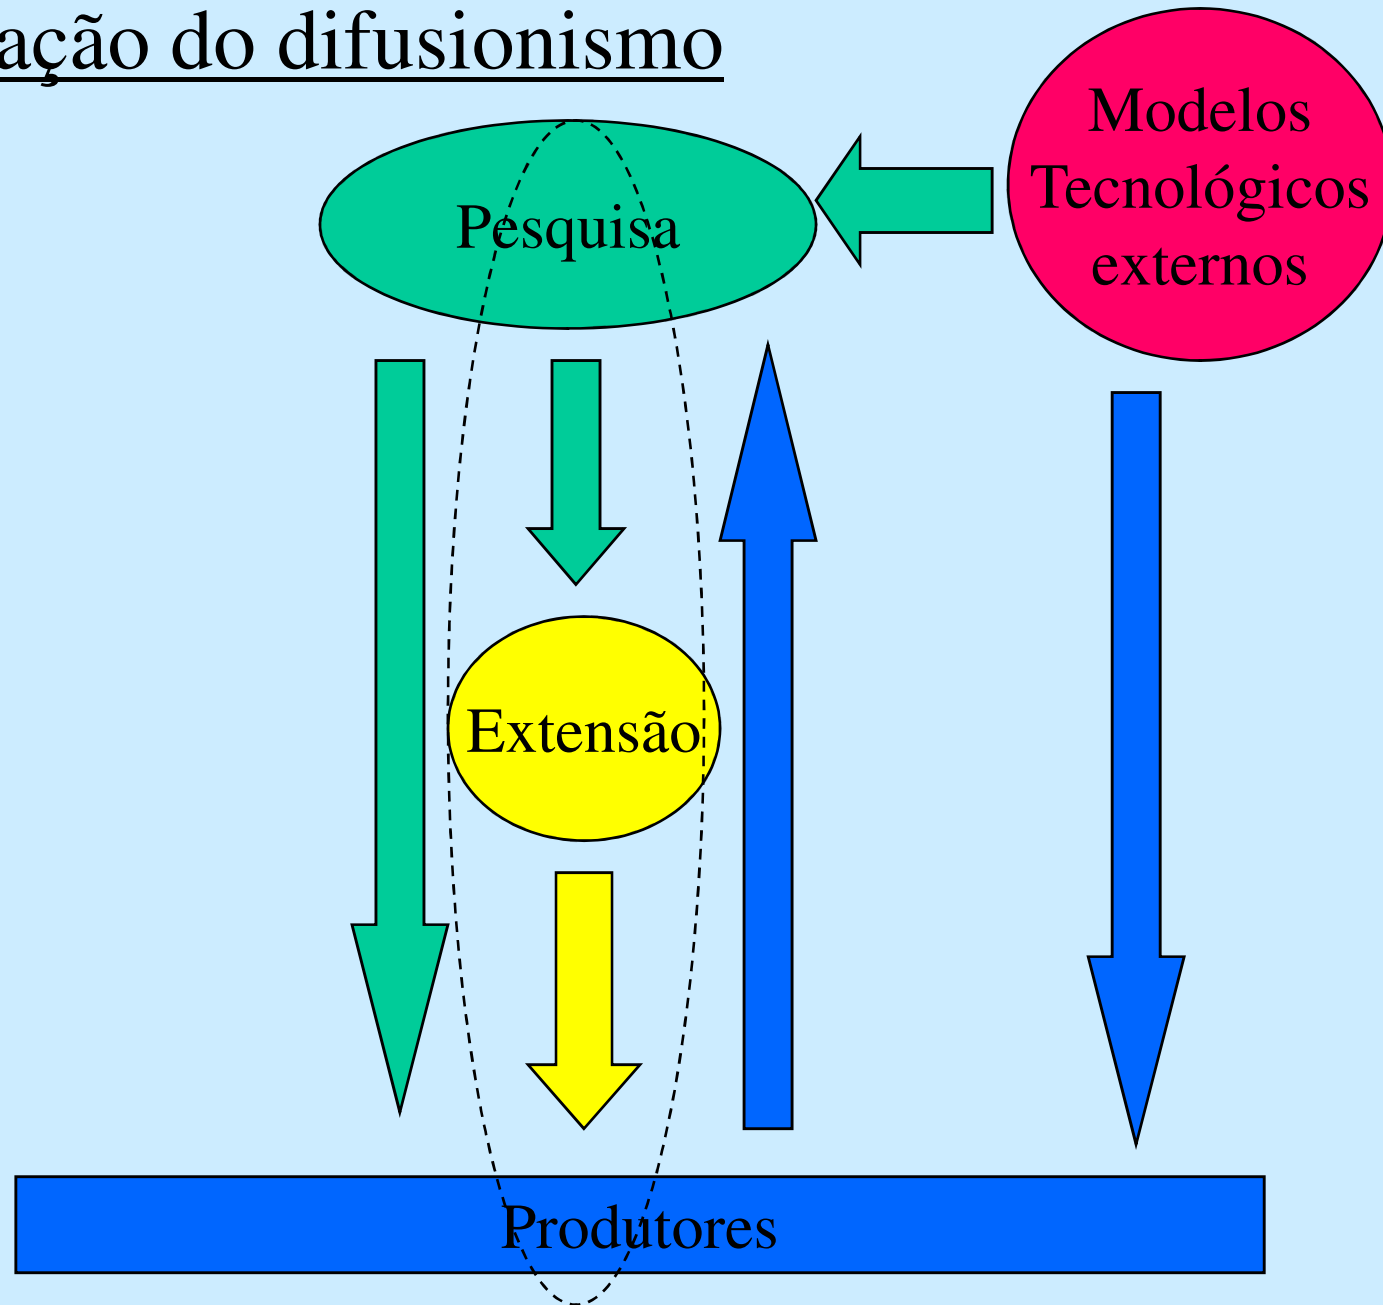 ação do difusionismo
Modelos
Tecnológicos
externos
Pesquisa
Extensão
Produtores